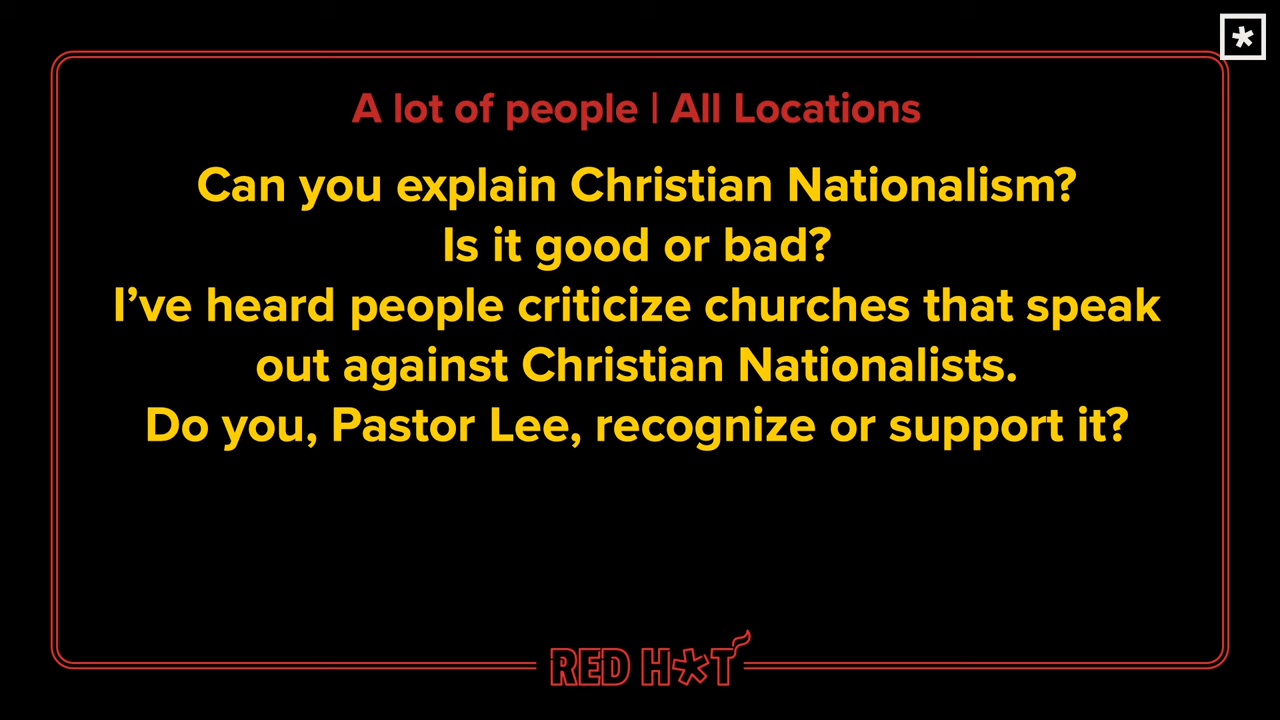 *
A lot of people | All Locations
Can you explain Christian Nationalism?
Is it good or bad?
I’ve heard people criticize churches that speak
out against Christian Nationalists.
Do you, Pastor Lee, recognize or support it?
RED H*T